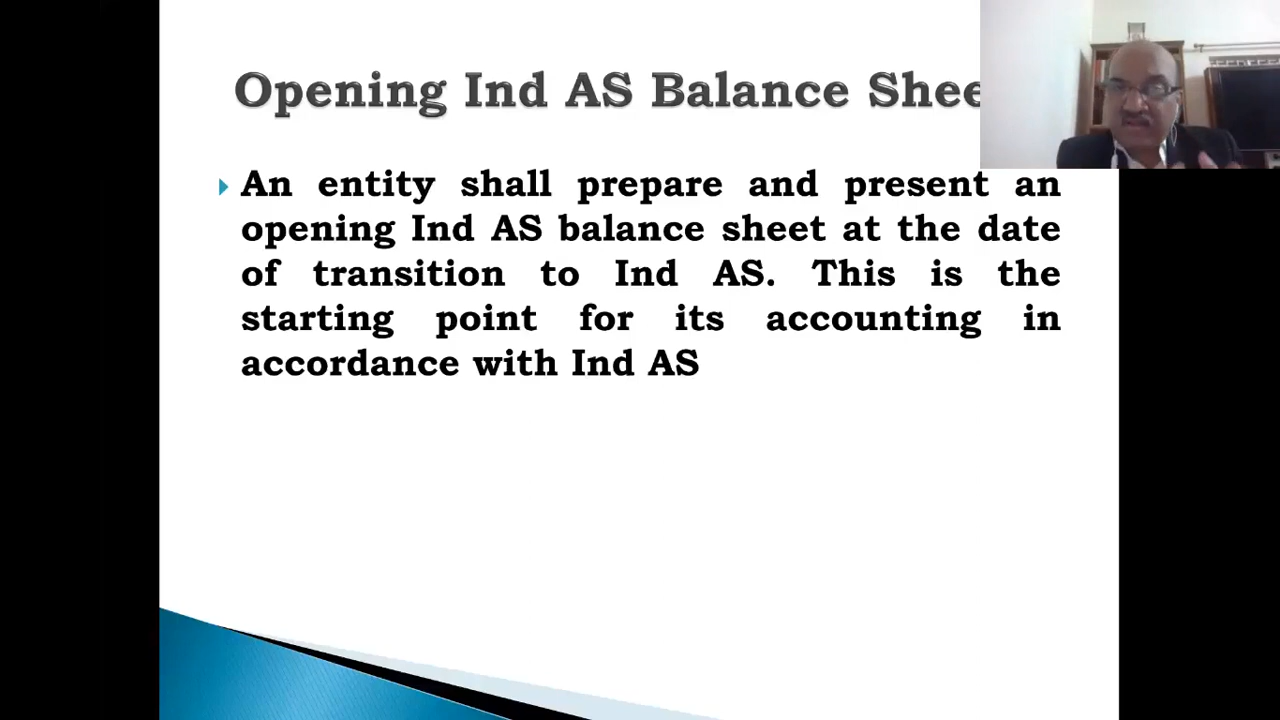 Opening Ind AS Balance Shee
An entity shall prepare and present an
opening Ind AS balance sheet at the date
of transition to Ind AS. This is the
starting point for its accounting in
accordance with Ind AS